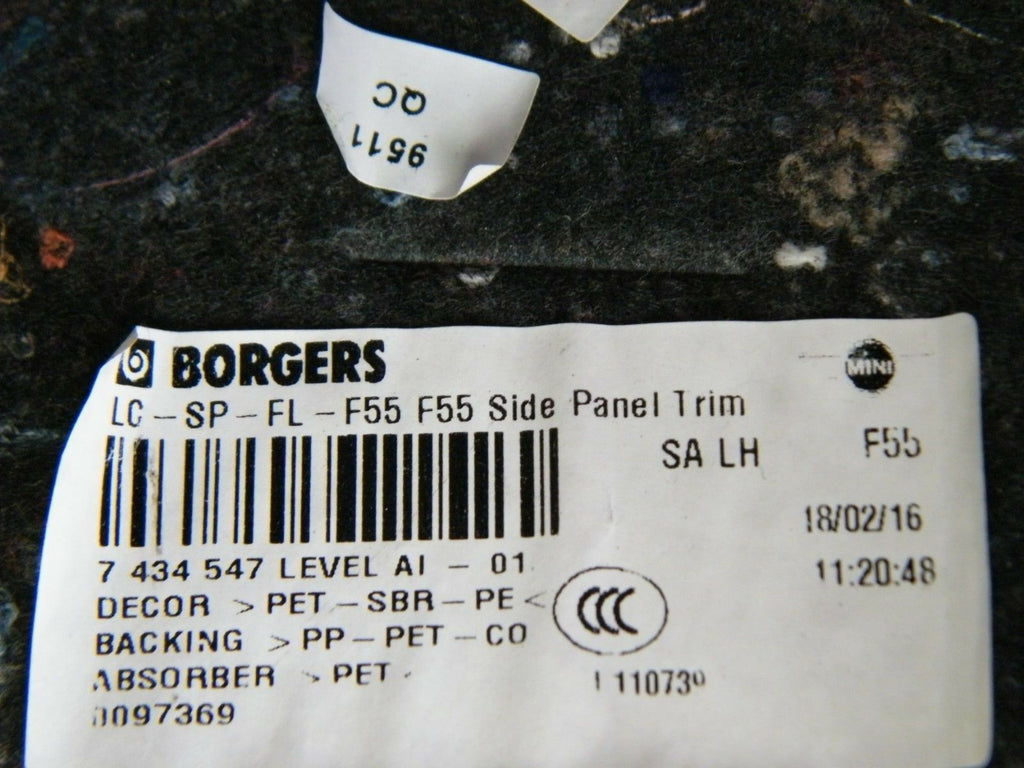 QC
9511
BORGERS
MINI
LC-SP-FL-F55 F55 Side Panel Trim
SA LH F55
18/02/16
7 434 547 LEVEL AI - 01
11:20:48
DECOR >PET-SBR-PE<
CCC
BACKING >PP-PET-CO
ABSORBER >PET
110730
0097369